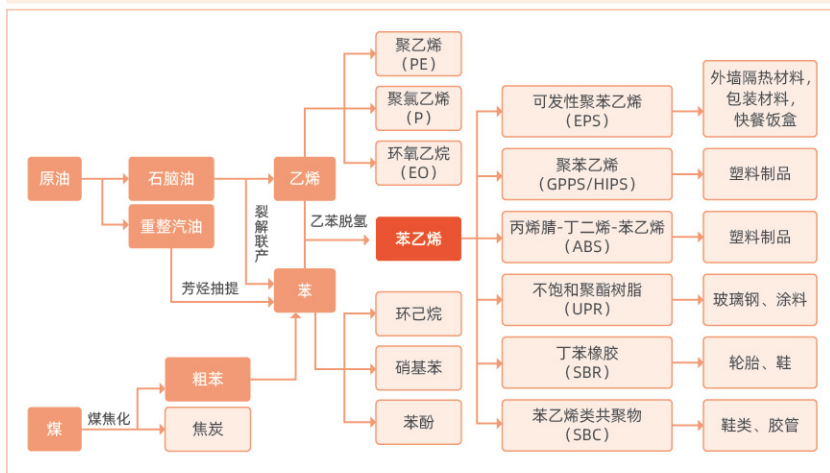 聚乙烯
（PE）
聚氯乙烯
（P）
环氧乙烷
（EO）
原油
石脑油
乙烯
重整汽油
裂解联产
乙苯脱氢
苯乙烯
芳烃抽提
苯
环己烷
硝基苯
苯酚
粗苯
煤
煤焦化
焦炭
可发性聚苯乙烯
（EPS）
外墙隔热材料，
包装材料，
快餐饭盒
聚苯乙烯
（GPPS/HIPS）
塑料制品
丙烯腈-丁二烯-苯乙烯
（ABS）
塑料制品
不饱和聚酯树脂
（UPR）
玻璃钢、涂料
丁苯橡胶
（SBR）
轮胎、鞋
苯乙烯类共聚物
（SBC）
鞋类、胶管